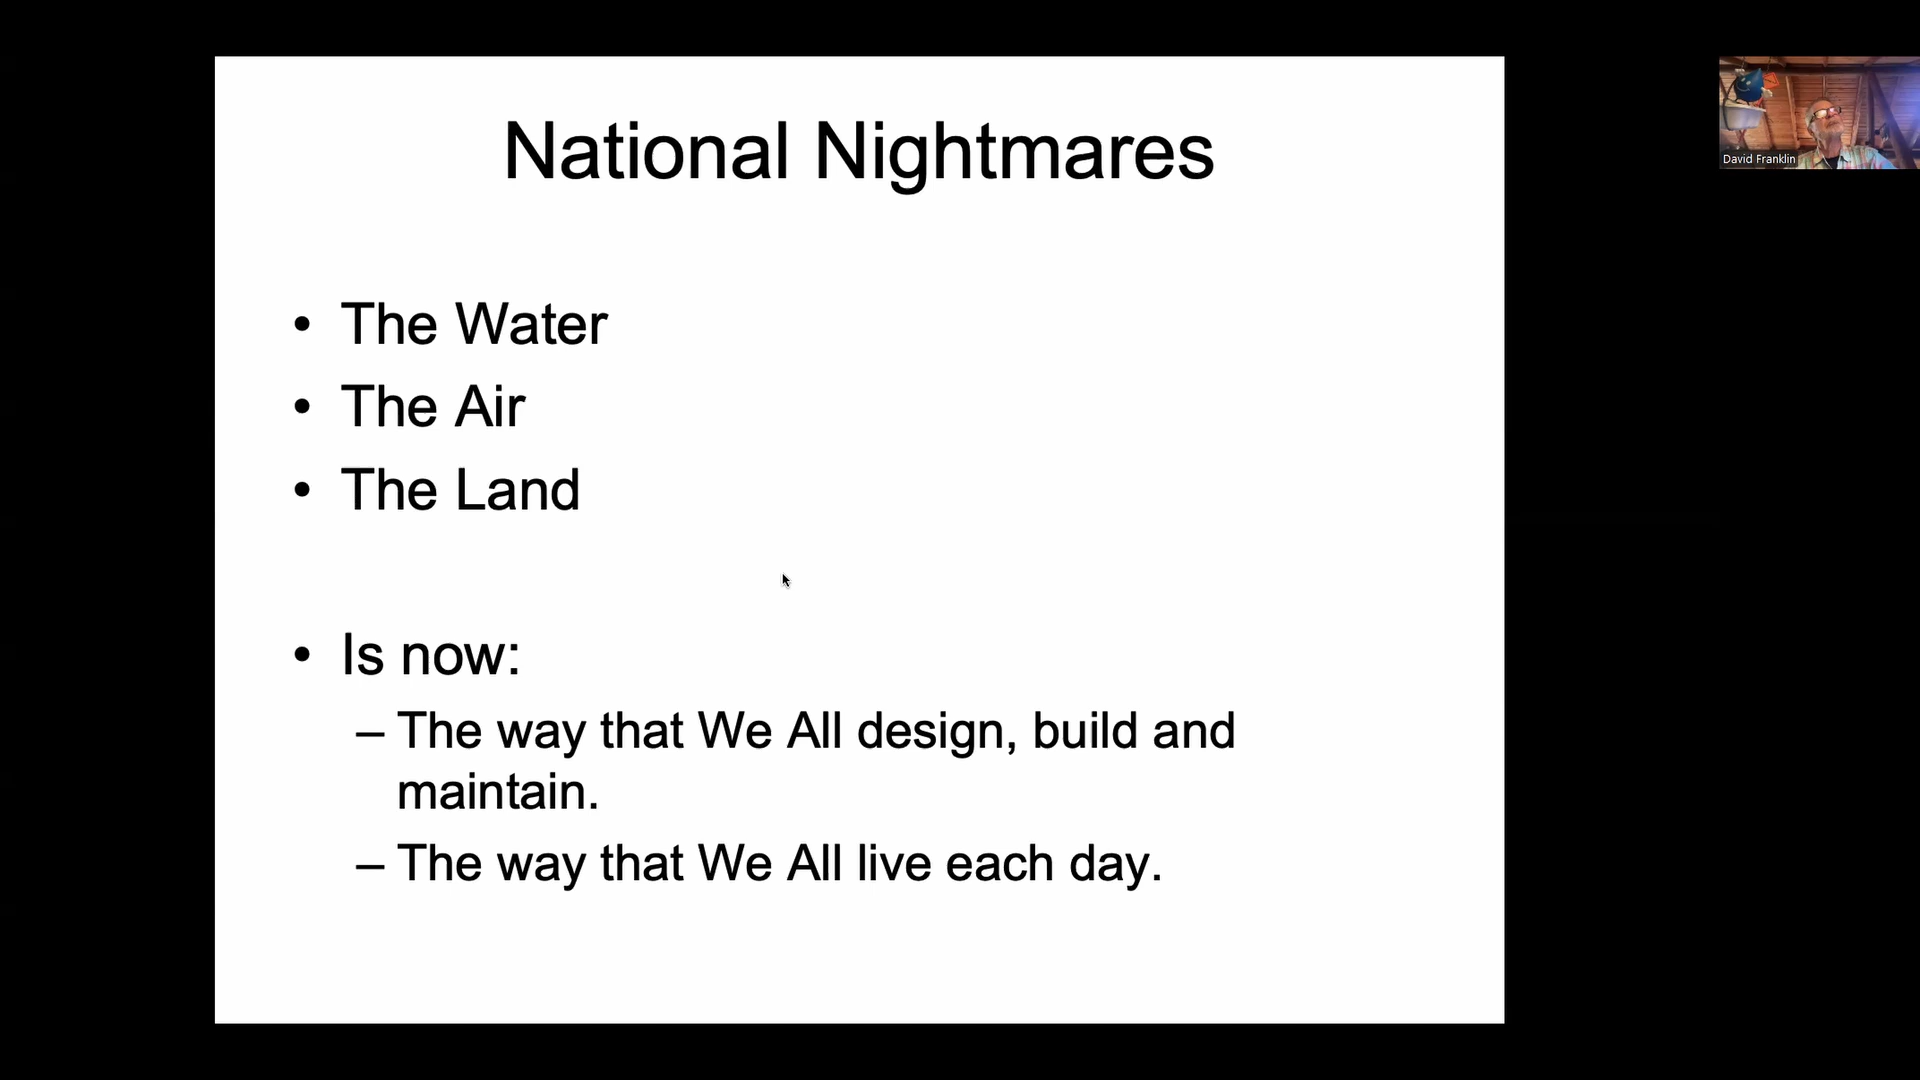 National Nightmares
• The Water
• The Air
• The Land
• Is now:
– The way that We All design, build and
maintain.
– The way that We All live each day.
David Franklin